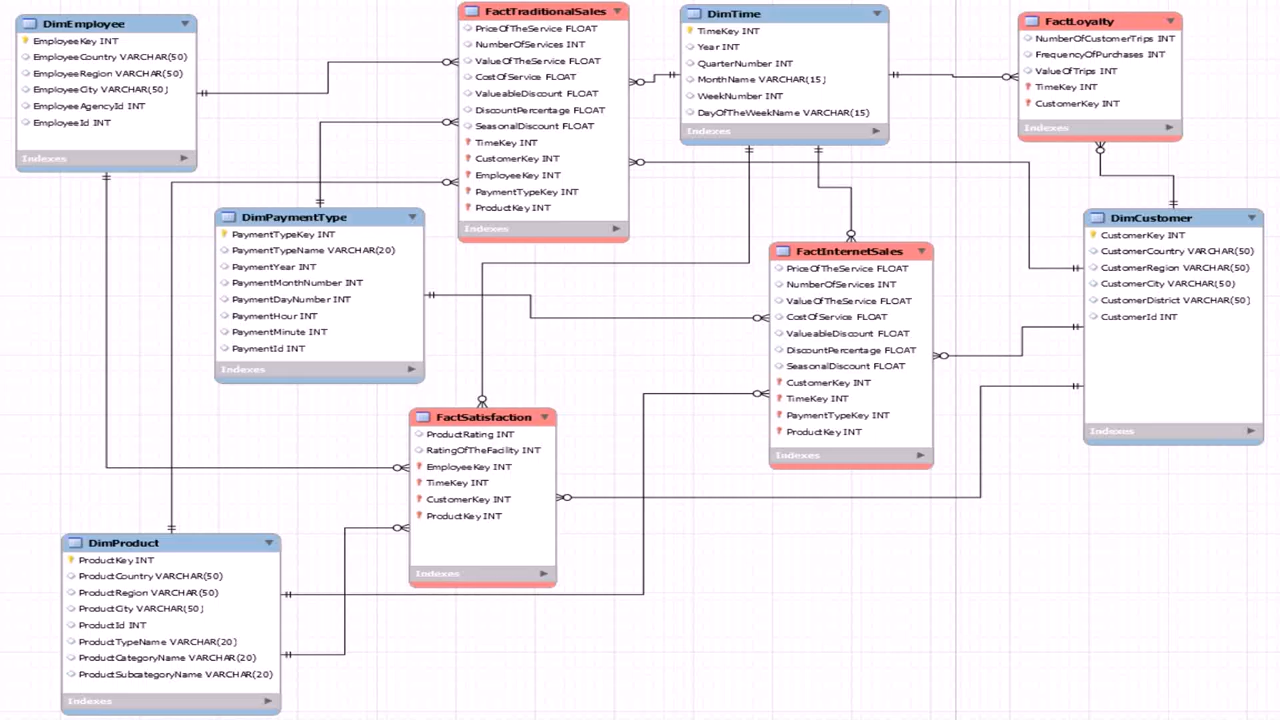 DimEmployee
EmployeeKey INT
EmployeeCountry VARCHAR(50)
EmployeeRegion VARCHAR(50)
EmployeeCity VARCHAR(50)
EmployeeAgencyId INT
EmployeeId INT
Indexes
FactTraditionalSales
PriceOfTheService FLOAT
NumberOfServices INT
ValueOfTheService FLOAT
CostOfService FLOAT
ValueableDiscount FLOAT
DiscountPercentage FLOAT
SeasonalDiscount FLOAT
TimeKey INT
CustomerKey INT
EmployeeKey INT
PaymentTypeKey INT
ProductKey INT
Indexes
DimTime
TimeKey INT
Year INT
QuarterNumber INT
MonthName VARCHAR(15)
WeekNumber INT
DayOfTheWeekName VARCHAR(15)
Indexes
FactLoyalty
NumberOfCustomerTrips INT
FrequencyOfPurchases INT
ValueOfTrips INT
TimeKey INT
CustomerKey INT
Indexes
DimPaymentType
PaymentTypeKey INT
PaymentTypeName VARCHAR(20)
PaymentYear INT
PaymentMonthNumber INT
PaymentDayNumber INT
PaymentHour INT
PaymentMinute INT
PaymentId INT
Indexes
FactInternetSales
PriceOfTheService FLOAT
NumberOfServices INT
ValueOfTheService FLOAT
CostOfService FLOAT
ValueableDiscount FLOAT
DiscountPercentage FLOAT
SeasonalDiscount FLOAT
CustomerKey INT
TimeKey INT
PaymentTypeKey INT
ProductKey INT
Indexes
DimCustomer
CustomerKey INT
CustomerCountry VARCHAR(50)
CustomerRegion VARCHAR(50)
CustomerCity VARCHAR(50)
CustomerDistrict VARCHAR(50)
CustomerId INT
Indexes
FactSatisfaction
ProductRating INT
RatingOfTheFacility INT
EmployeeKey INT
TimeKey INT
CustomerKey INT
ProductKey INT
Indexes
DimProduct
ProductKey INT
ProductCountry VARCHAR(50)
ProductRegion VARCHAR(50)
ProductCity VARCHAR(50)
ProductId INT
ProductTypeName VARCHAR(20)
ProductCategoryName VARCHAR(20)
ProductSubcategoryName VARCHAR(20)
Indexes